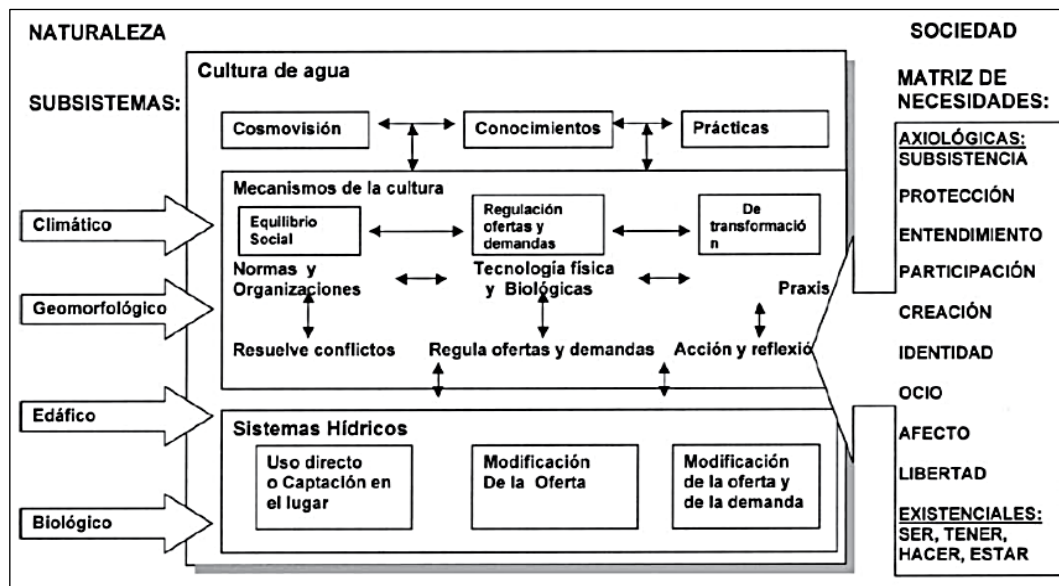 NATURALEZA
SUBSISTEMAS:
Climático
Geomorfológico
Edáfico
Biológico
Cultura de agua
Cosmovisión
Conocimientos
Prácticas
Mecanismos de la cultura
Equilibrio
Social
Regulación
ofertas y
demandas
De
transformació
n
Normas y
Organizaciones
Tecnología física
y Biológicas
Praxis
Resuelve conflictos
Regula ofertas y demandas
Acción y reflexió
Sistemas Hídricos
Uso directo
o Captación en
el lugar
Modificación
De la Oferta
Modificación
de la oferta y
de la demanda
SOCIEDAD
MATRIZ DE
NECESIDADES:
AXIOLÓGICAS:
SUBSISTENCIA
PROTECCIÓN
ENTENDIMIENTO
PARTICIPACIÓN
CREACIÓN
IDENTIDAD
OCIO
AFECTO
LIBERTAD
EXISTENCIALES:
SER, TENER,
HACER, ESTAR